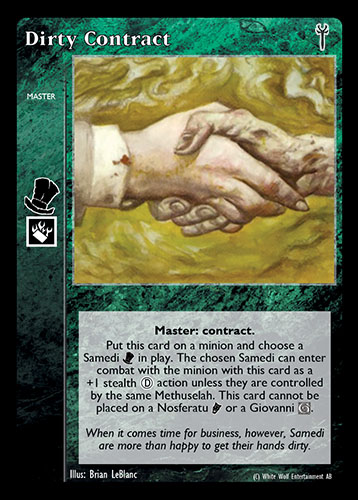 Dirty Contract
MASTER
Master: contract.
Put this card on a minion and choose a
Samedi in play. The chosen Samedi can enter
combat with the minion with this card as a
+1 stealth D action unless they are controlled
by the same Methuselah. This card cannot be
placed on a Nosferatu or a Giovanni G.
When it comes time for business, however, Samedi
are more than happy to get their hands dirty.
Illus: Brian LeBlanc
(C) White Wolf Entertainment AB